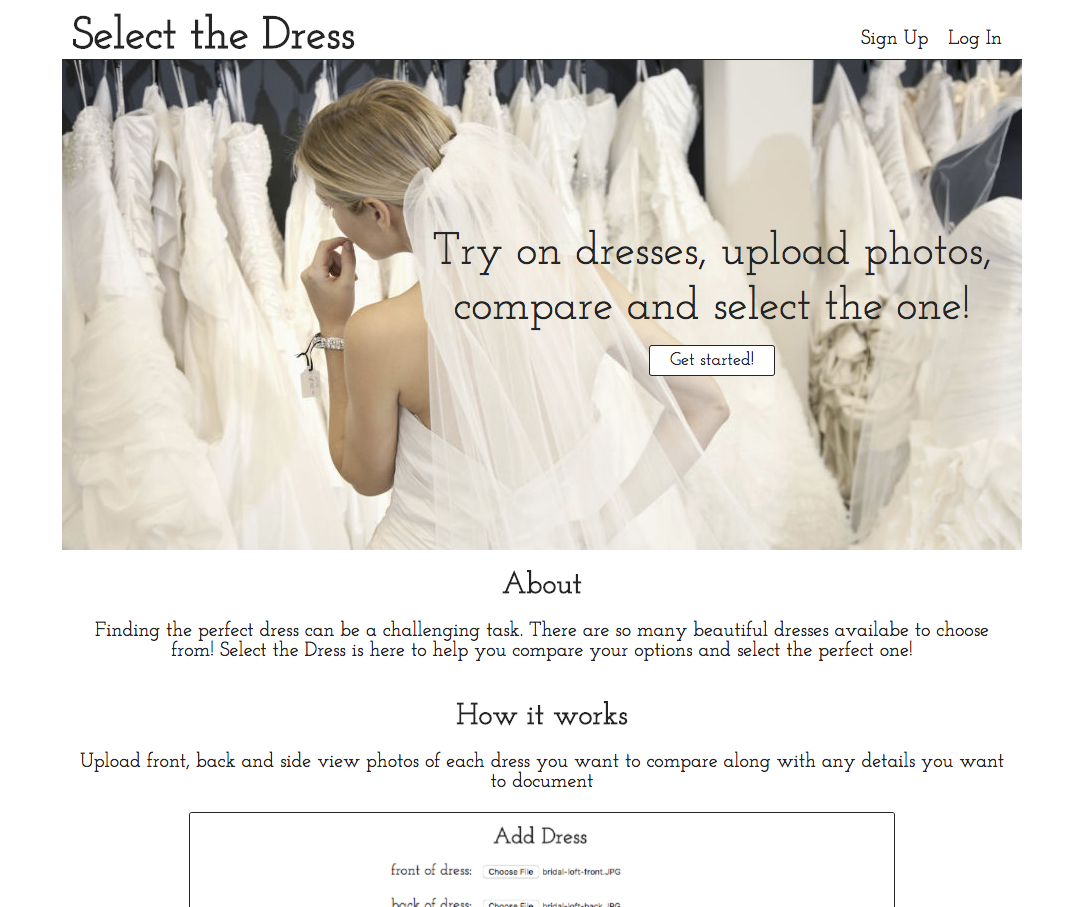 Select the Dress
Sign Up Log In
Try on dresses, upload photos,
compare and select the one!
Get started!
About
Finding the perfect dress can be a challenging task. There are so many beautiful dresses availabe to choose
from! Select the Dress is here to help you compare your options and select the perfect one!
How it works
Upload front, back and side view photos of each dress you want to compare along with any details you want
to document
Add Dress
front of dress: Choose File bridal-loft-front.JPG
back of dress: Choose File bridal-loft-back.JPG